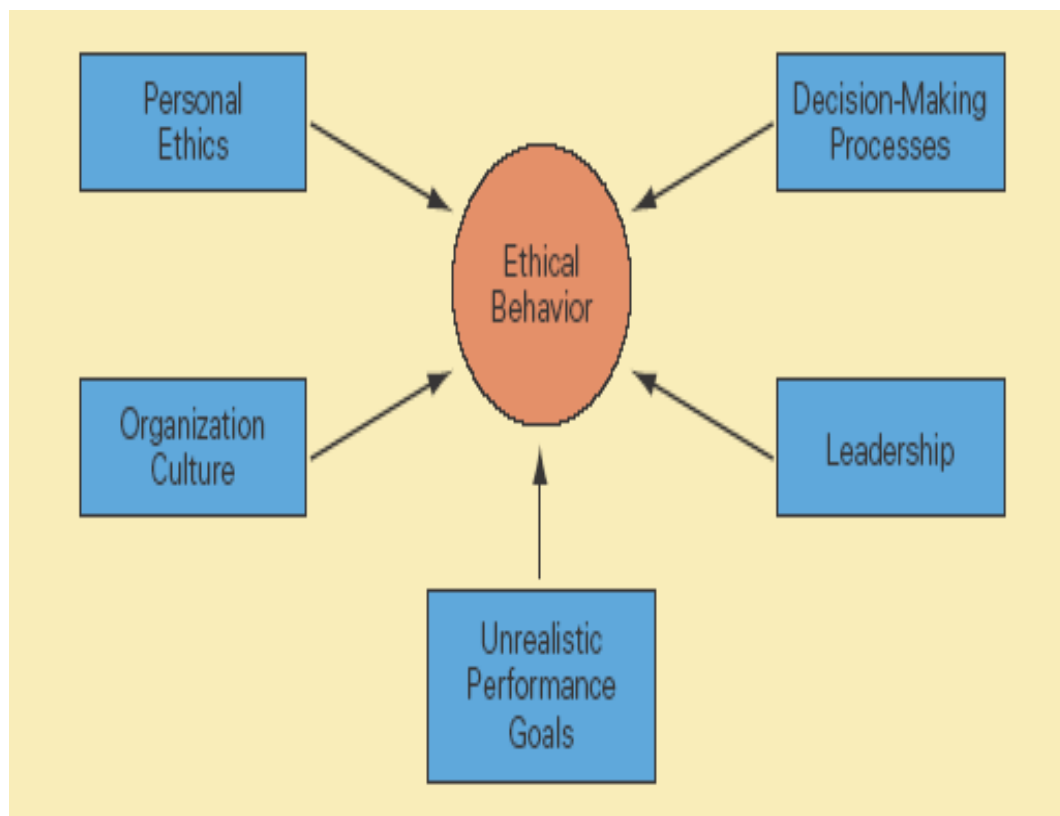 Personal
Ethics
Decision-Making
Processes
Ethical
Behavior
Organization
Culture
Leadership
Unrealistic
Performance
Goals